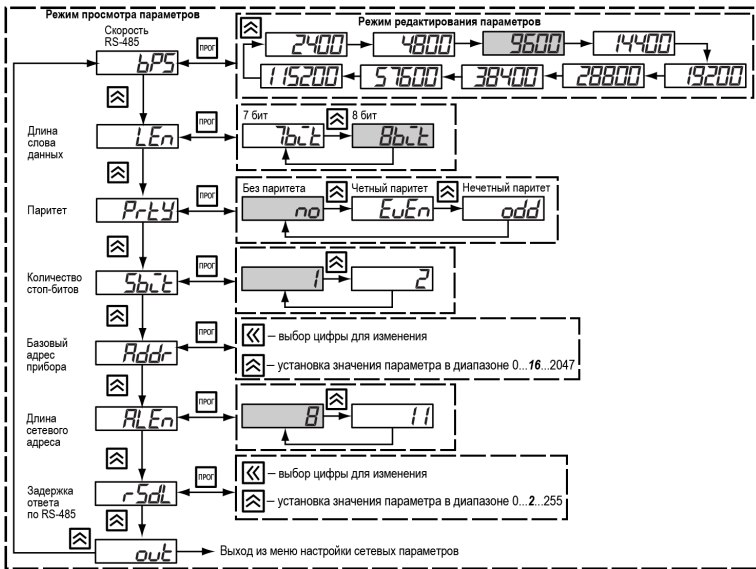 Режим просмотра параметров
Режим редактирования параметров
Скорость
RS-485
bPS
ПРОГ
2400
4800
9600
14400
115200
57600
38400
28800
19200
Длина
слова
данных
LEn
ПРОГ
7 бит
8 бит
7bit
8bit
Паритет
PrtY
ПРОГ
Без паритета
Четный паритет
Нечетный паритет
no
EuEn
odd
Количество
стоп-битов
Sbit
ПРОГ
1
2
Базовый
адрес
прибора
Addr
ПРОГ
– выбор цифры для изменения
– установка значения параметра в диапазоне 0...16...2047
Длина
сетевого
адреса
ALEn
ПРОГ
8
11
Задержка
ответа
по RS-485
rSdL
ПРОГ
– выбор цифры для изменения
– установка значения параметра в диапазоне 0...2...255
out
Выход из меню настройки сетевых параметров